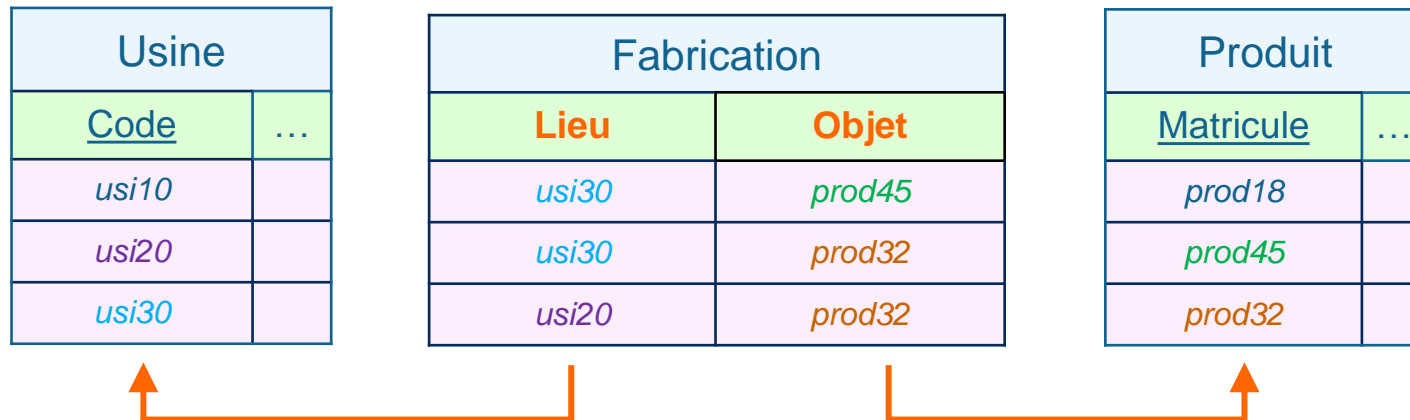 Usine
Code …
usi10
usi20
usi30
Fabrication
Lieu Objet
usi30 prod45
usi30 prod32
usi20 prod32
Produit
Matricule …
prod18
prod45
prod32